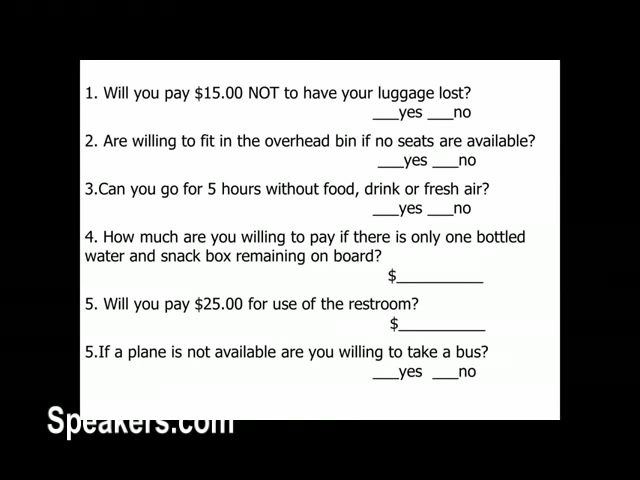 1. Will you pay $15.00 NOT to have your luggage lost?
___yes ___no
2. Are willing to fit in the overhead bin if no seats are available?
___yes ___no
3.Can you go for 5 hours without food, drink or fresh air?
___yes ___no
4. How much are you willing to pay if there is only one bottled
water and snack box remaining on board?
$__________
5. Will you pay $25.00 for use of the restroom?
$__________
5.If a plane is not available are you willing to take a bus?
___yes ___no
Speakers.com